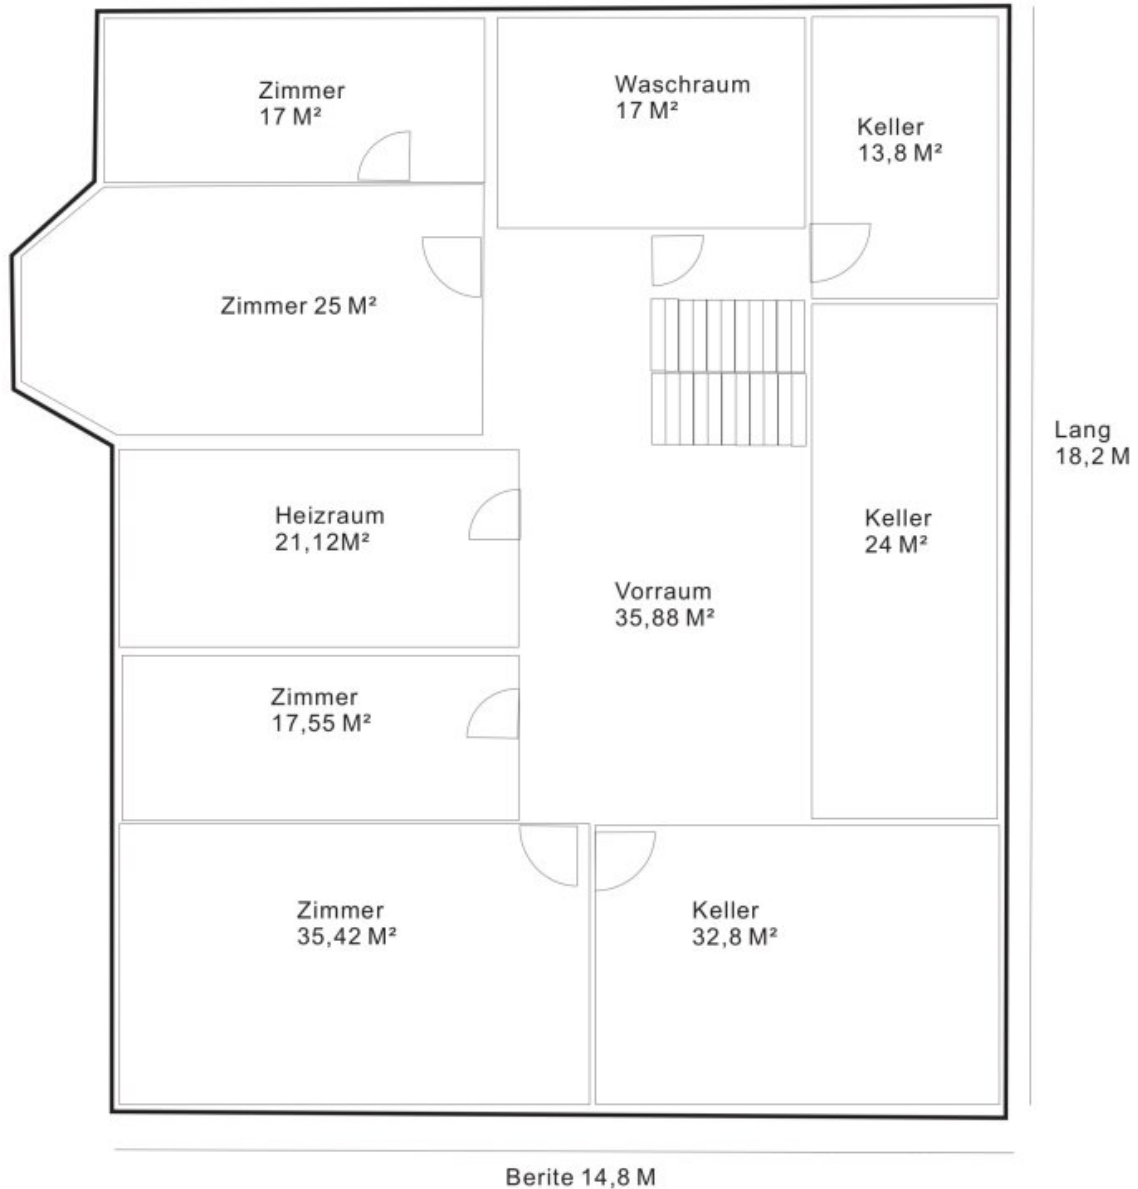 Zimmer
17 M²
Waschraum
17 M²
Keller
13,8 M²
Zimmer 25 M²
Lang
18,2 M
Heizraum
21,12M²
Keller
24 M²
Vorraum
35,88 M²
Zimmer
17,55 M²
Zimmer
35,42 M²
Keller
32,8 M²
Berite 14,8 M